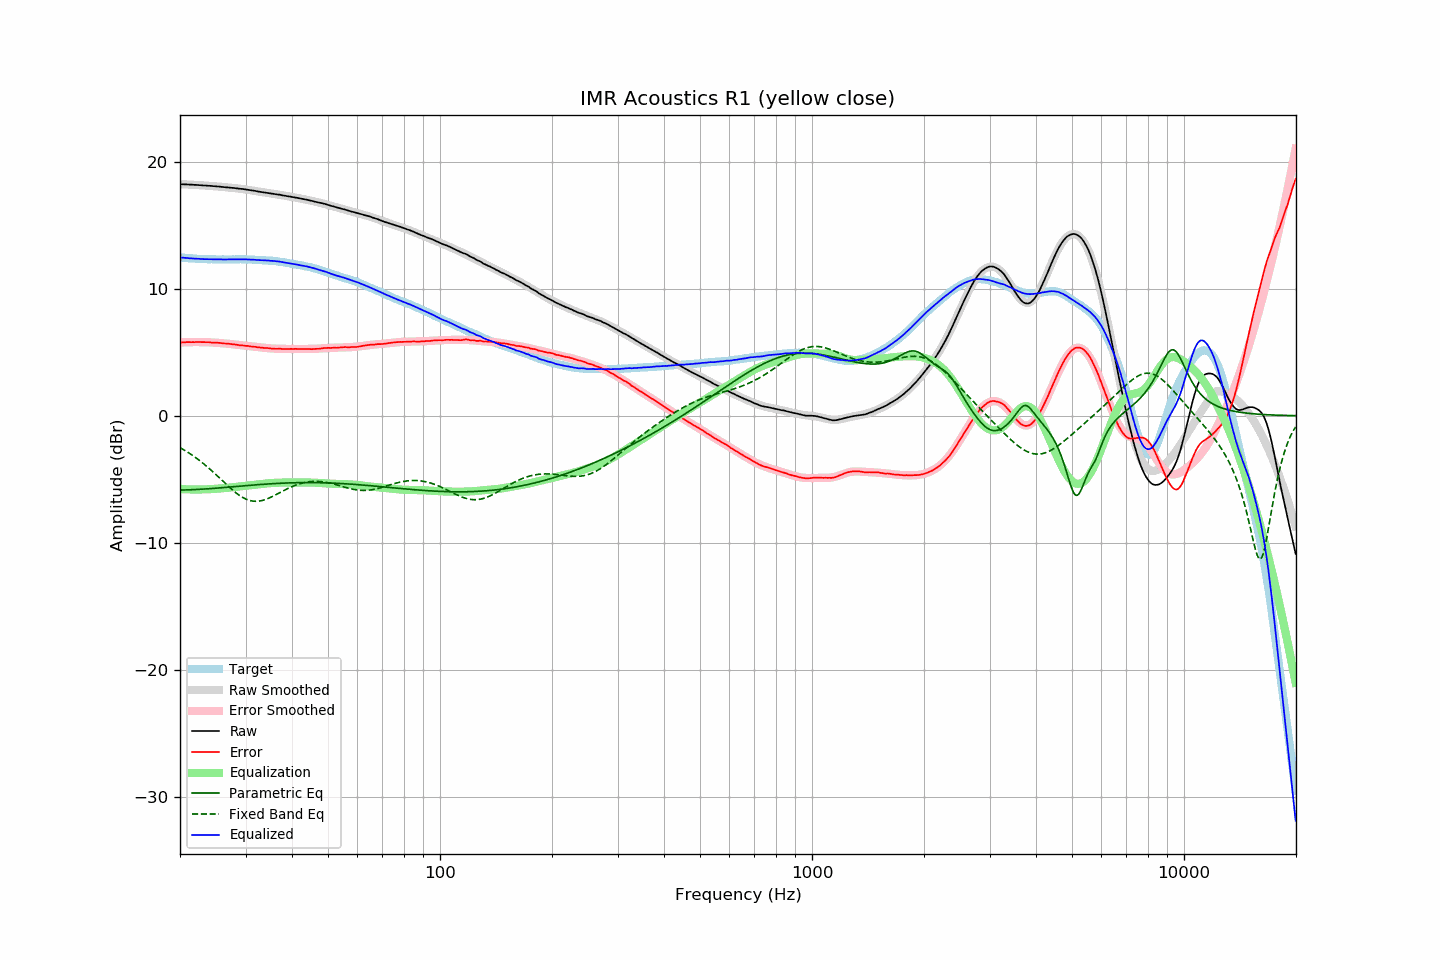 IMR Acoustics R1 (yellow close)
20
10
0
−10
−20
−30
Amplitude (dBr)
Target
Raw Smoothed
Error Smoothed
Raw
Error
Equalization
Parametric Eq
Fixed Band Eq
Equalized
100
1000
10000
Frequency (Hz)